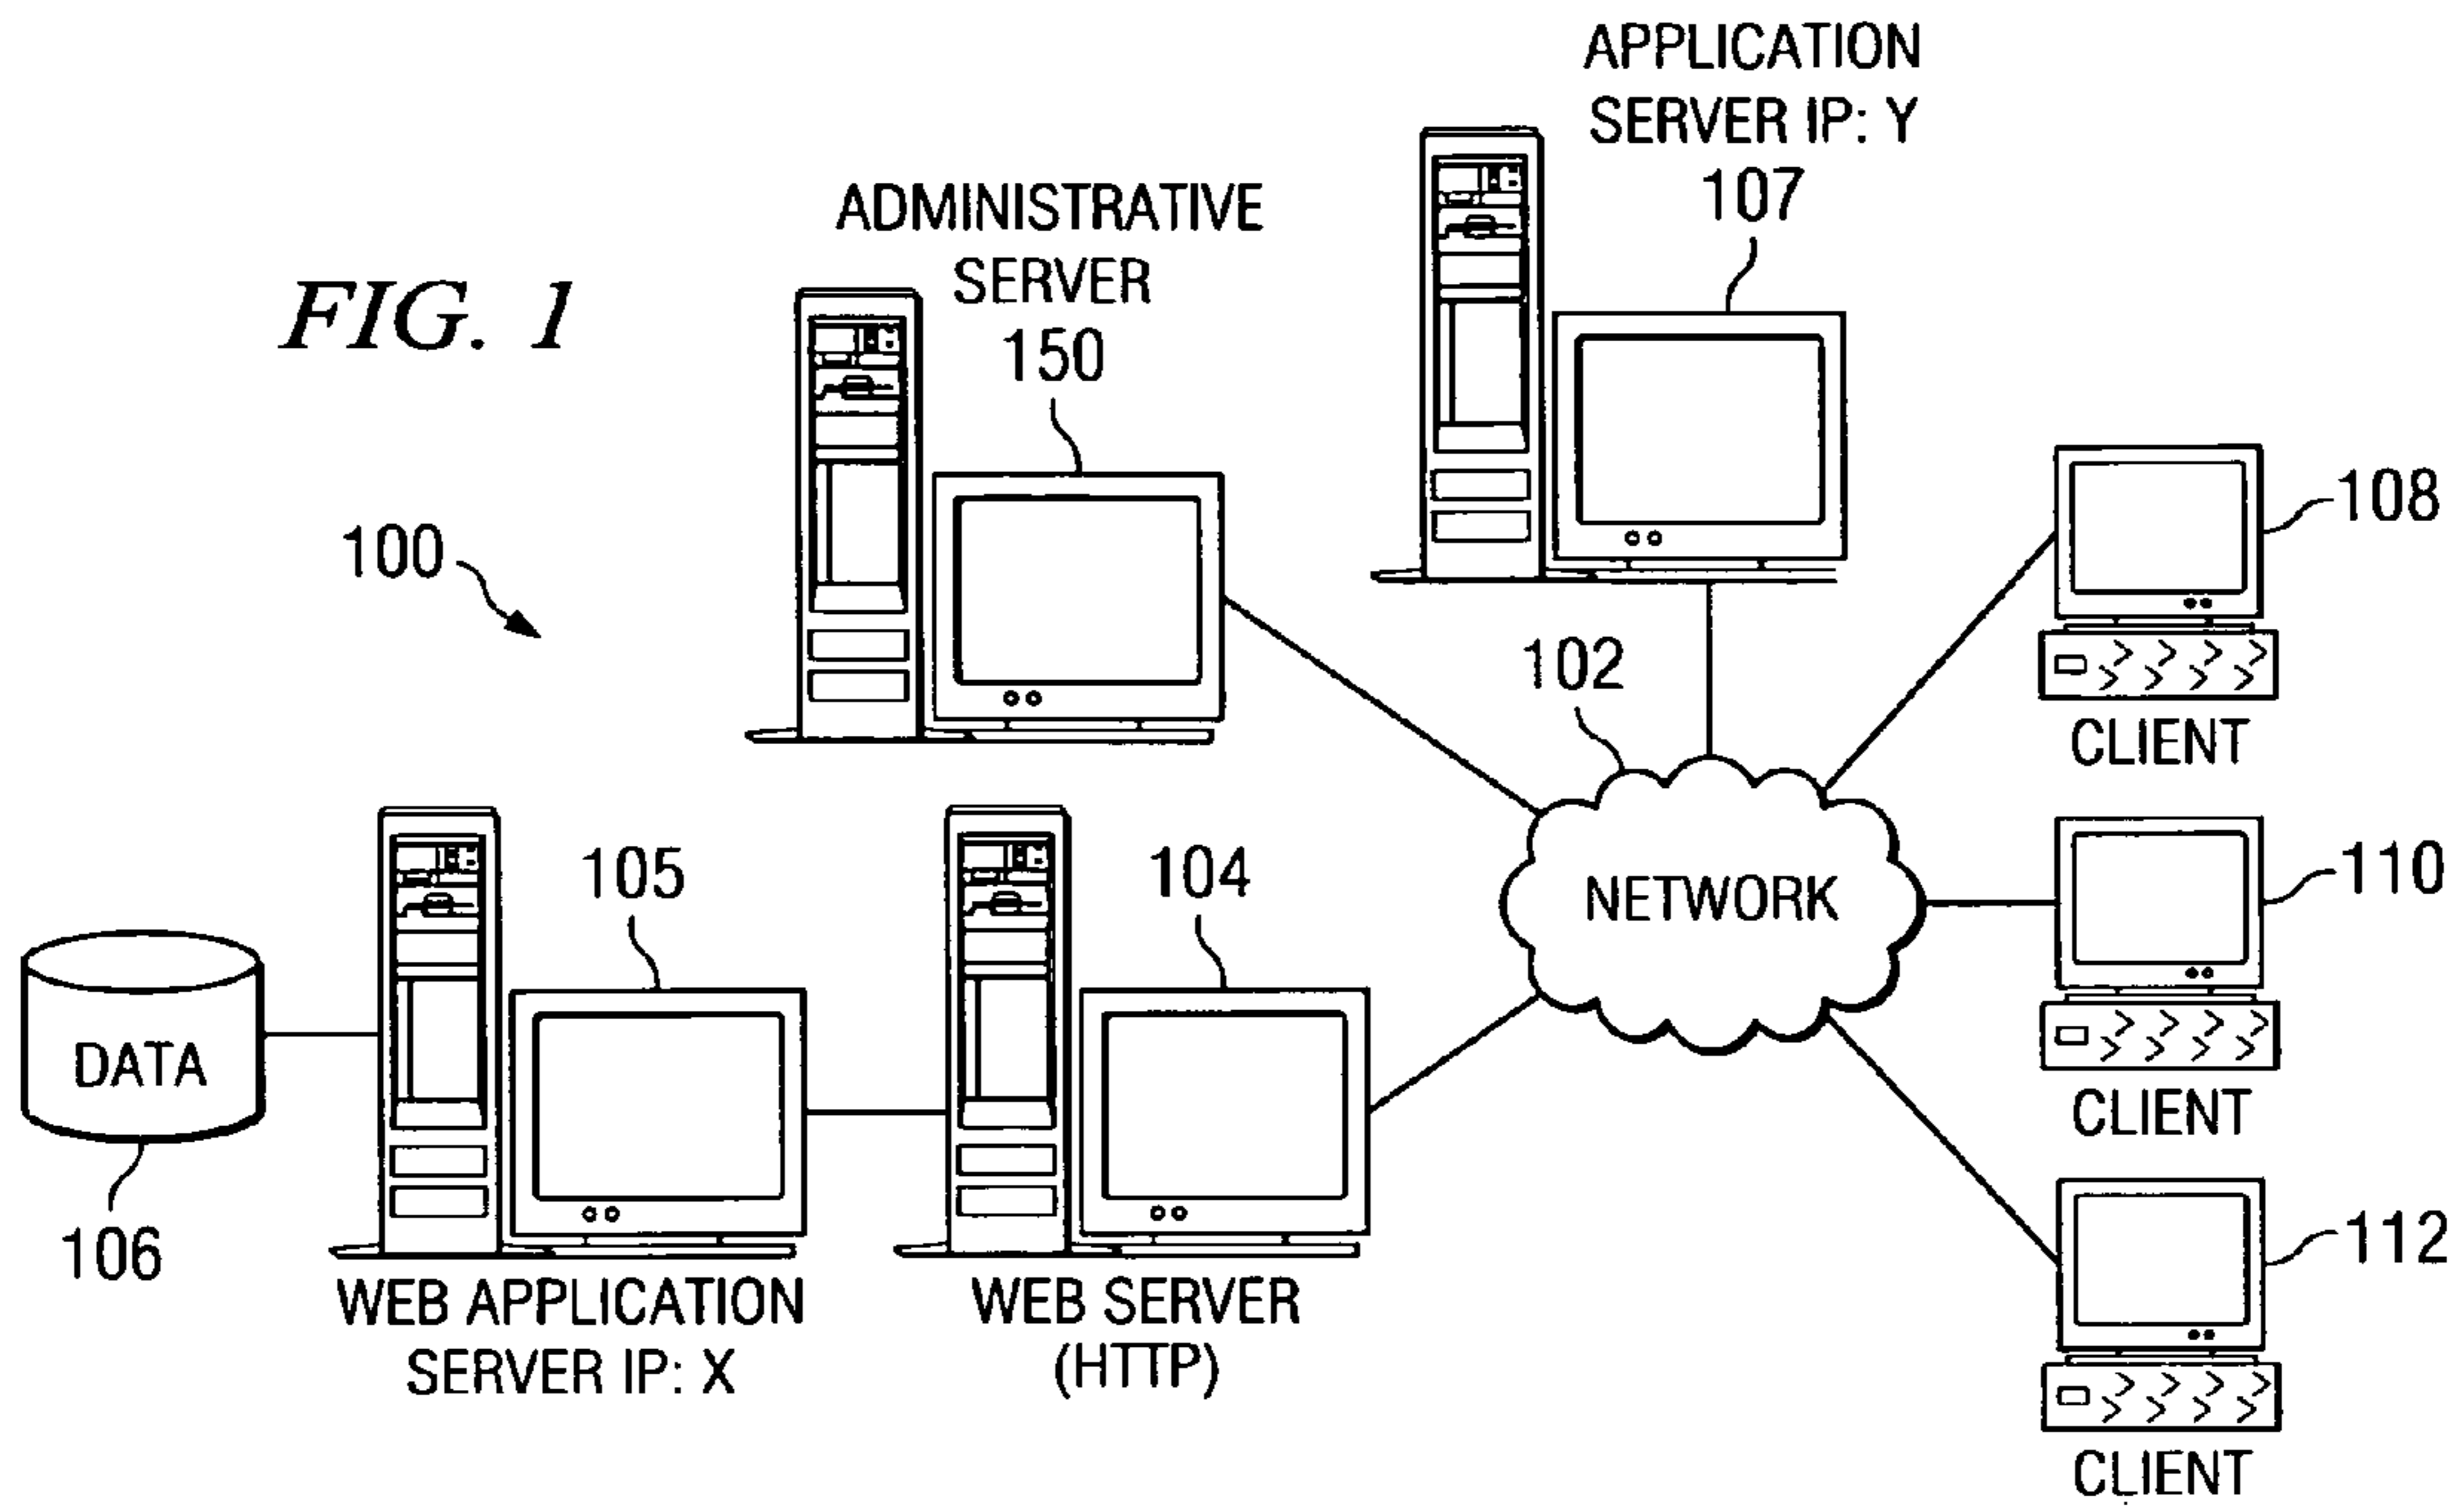 FIG. 1
100
ADMINISTRATIVE
SERVER
150
APPLICATION
SERVER IP: Y
107
108
CLIENT
102
NETWORK
110
CLIENT
112
CLIENT
DATA
106
105
WEB APPLICATION
SERVER IP: X
104
WEB SERVER
(HTTP)